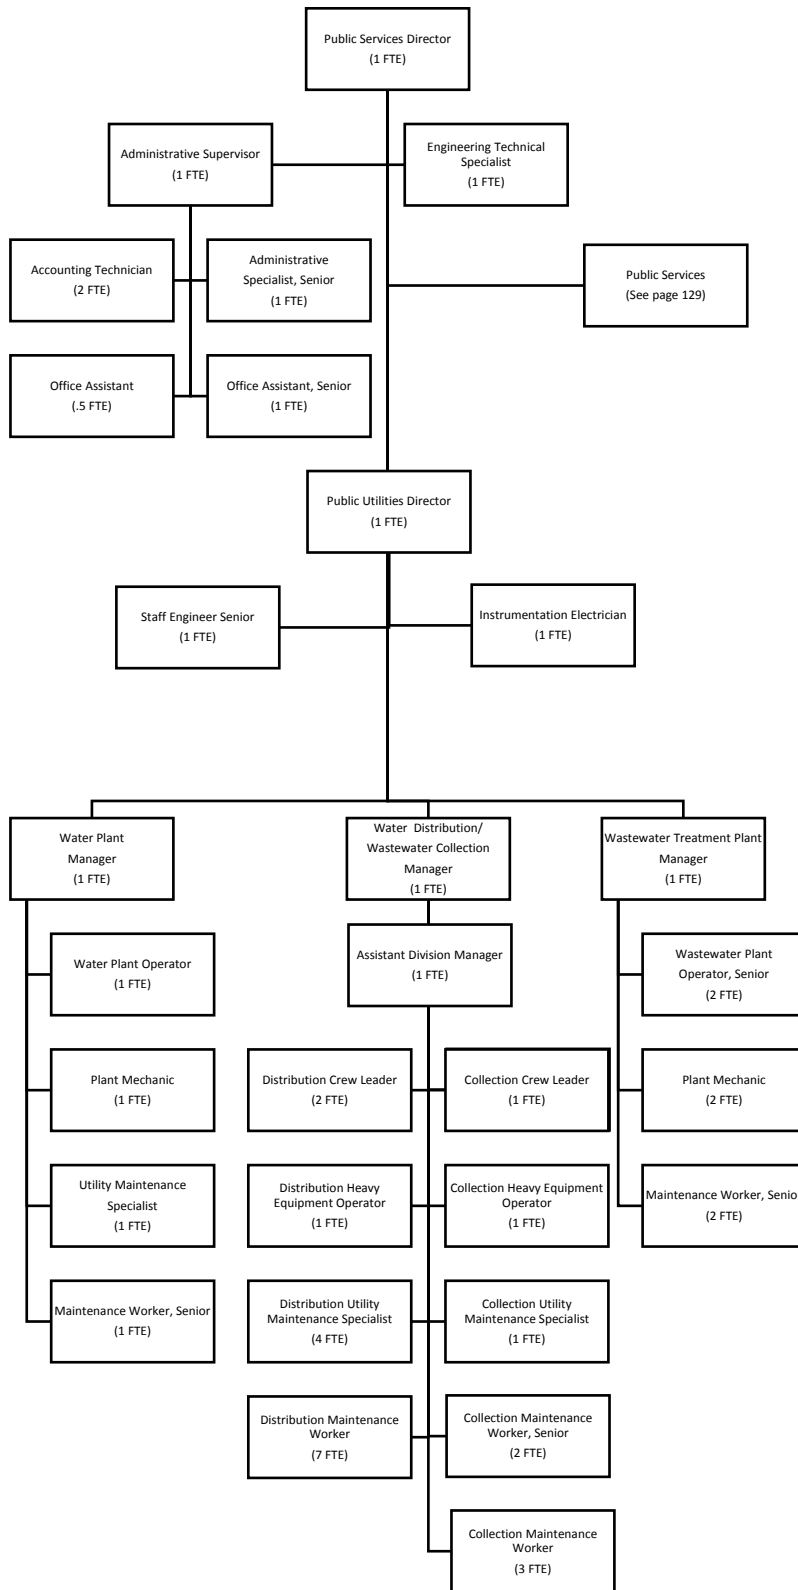 Public Services Director
(1 FTE)
Administrative Supervisor
(1 FTE)
Engineering Technical
Specialist
(1 FTE)
Accounting Technician
(2 FTE)
Administrative
Specialist, Senior
(1 FTE)
Public Services
(See page 129)
Office Assistant
(.5 FTE)
Office Assistant, Senior
(1 FTE)
Public Utilities Director
(1 FTE)
Staff Engineer Senior
(1 FTE)
Instrumentation Electrician
(1 FTE)
Water Plant
Manager
(1 FTE)
Water Distribution/
Wastewater Collection
Manager
(1 FTE)
Wastewater Treatment Plant
Manager
(1 FTE)
Water Plant Operator
(1 FTE)
Assistant Division Manager
(1 FTE)
Wastewater Plant
Operator, Senior
(2 FTE)
Plant Mechanic
(1 FTE)
Distribution Crew Leader
(2 FTE)
Collection Crew Leader
(1 FTE)
Plant Mechanic
(2 FTE)
Utility Maintenance
Specialist
(1 FTE)
Distribution Heavy
Equipment Operator
(1 FTE)
Collection Heavy Equipment
Operator
(1 FTE)
Maintenance Worker, Senio
(2 FTE)
Maintenance Worker, Senior
(1 FTE)
Distribution Utility
Maintenance Specialist
(4 FTE)
Collection Utility
Maintenance Specialist
(1 FTE)
Distribution Maintenance
Worker
(7 FTE)
Collection Maintenance
Worker, Senior
(2 FTE)
Collection Maintenance
Worker
(3 FTE)